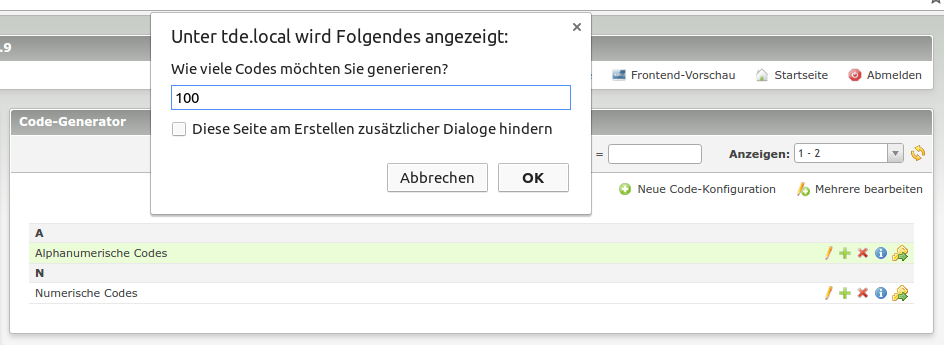 Unter tde.local wird Folgendes angezeigt:
Wie viele Codes möchten Sie generieren?
100
Diese Seite am Erstellen zusätzlicher Dialoge hindern
Abbrechen OK
.9
Frontend-Vorschau Startseite Abmelden
Code-Generator
= Anzeigen: 1 - 2
Neue Code-Konfiguration Mehrere bearbeiten
A
Alphanumerische Codes
N
Numerische Codes